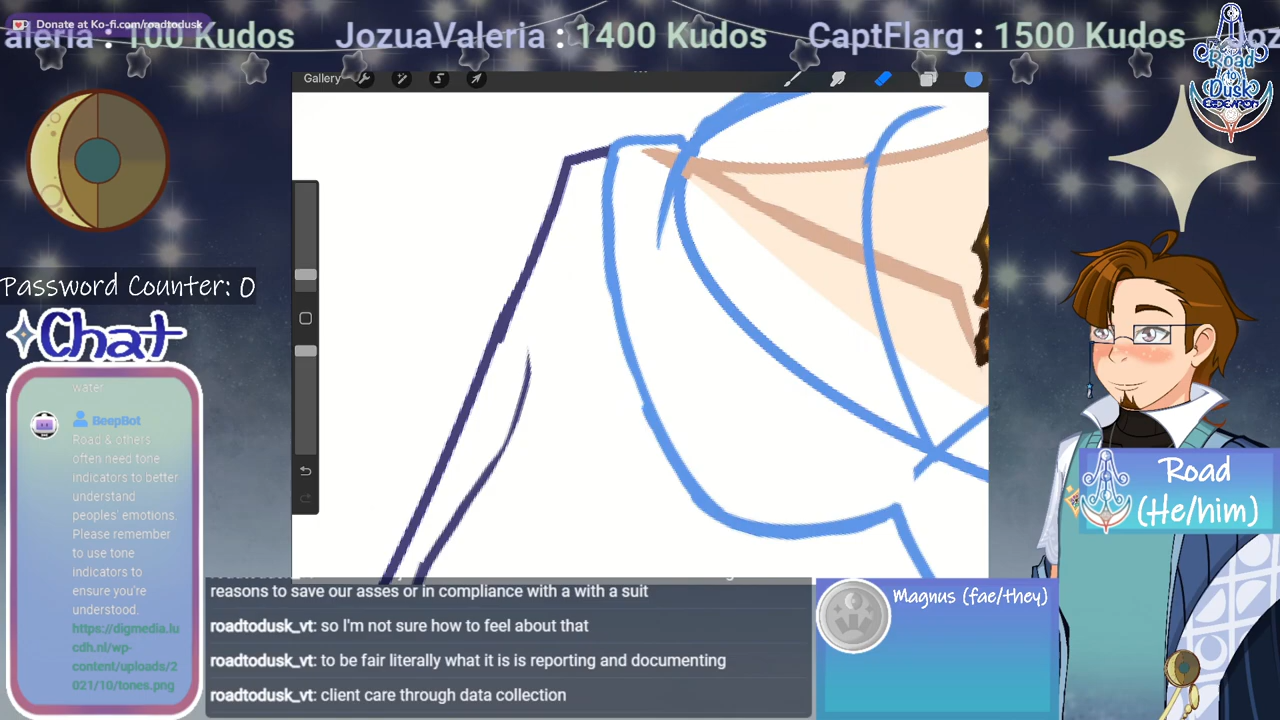 Donate at Ko-fi.com/roadtodusk
aleria : 100 Kudos JozuaValeria : 1400 Kudos CaptFlarg : 1500 Kudos Joz
Road
to
Dusk
Gallery
Password Counter: 0
Chat
water
BeepBot
Road & others
often need tone
indicators to better
understand
peoples' emotions.
Please remember
to use tone
indicators to
ensure you're
understood.
https://digmedia.lu
cdh.nl/wp-
content/uploads/2
021/10/tones.png
reasons to save our asses or in compliance with a with a suit
roadtodusk_vt: so I'm not sure how to feel about that
roadtodusk_vt: to be fair literally what it is is reporting and documenting
roadtodusk_vt: client care through data collection
Magnus (fae/they)
Road
(He/him)